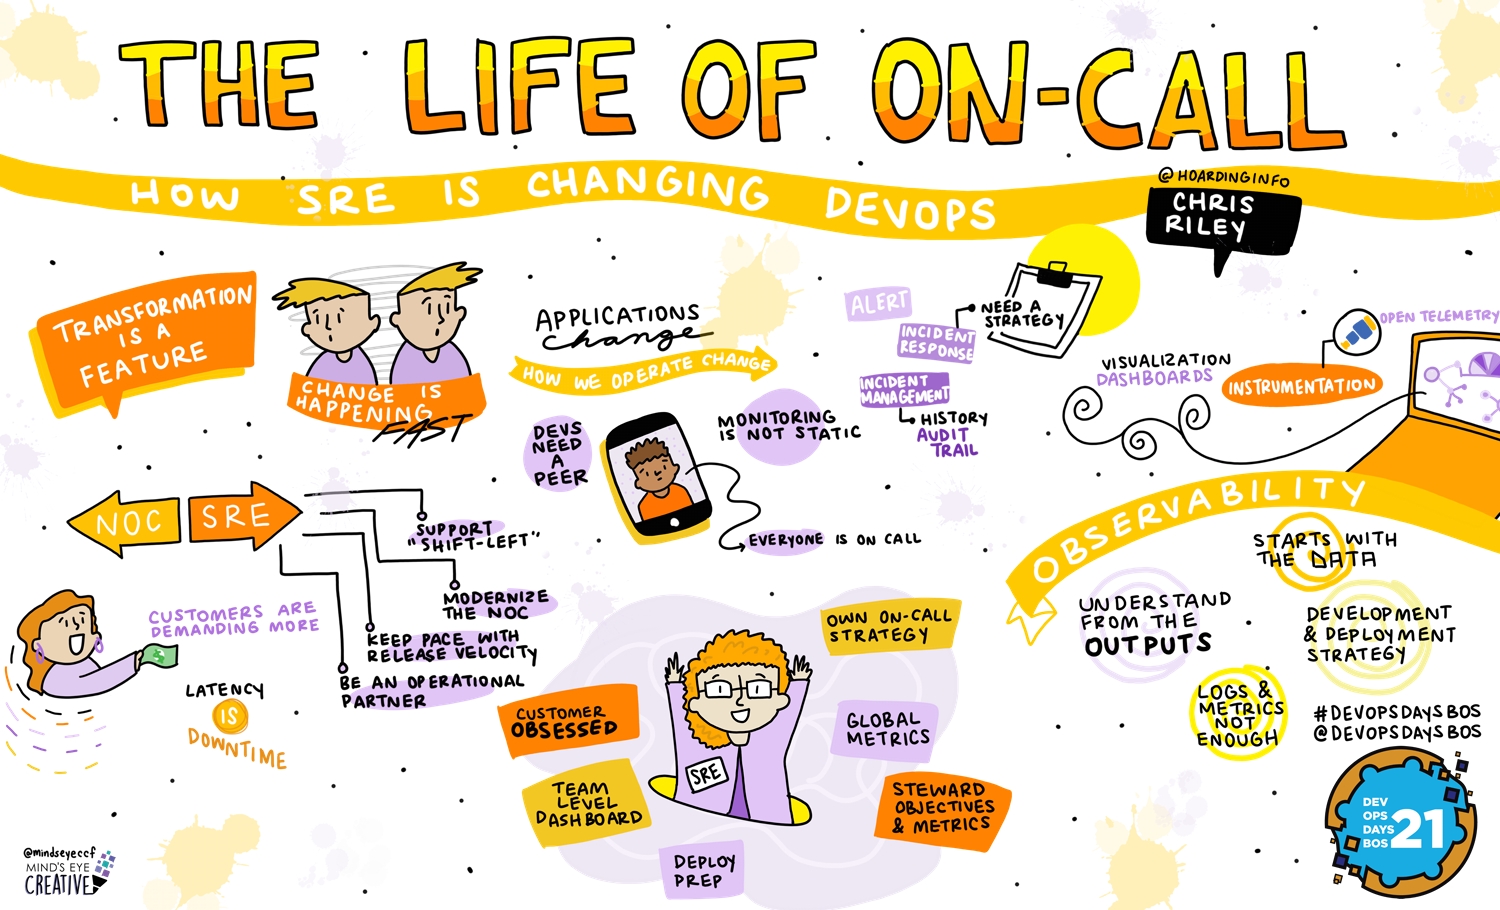 THE LIFE OF ON-CALL
HOW SRE IS CHANGING DEVOPS
@HOARDINGINFO
CHRIS
RILEY
TRANSFORMATION
IS A
FEATURE
CHANGE IS
HAPPENING
FAST
APPLICATIONS
change
HOW WE OPERATE CHANGE
DEVS
NEED
A
PEER
MONITORING
IS NOT STATIC
EVERYONE IS ON CALL
ALERT
INCIDENT
RESPONSE
NEED A
STRATEGY
INCIDENT
MANAGEMENT
HISTORY
AUDIT
TRAIL
VISUALIZATION
DASHBOARDS
INSTRUMENTATION
OPEN TELEMETRY
NOC
SRE
SUPPORT
"SHIFT-LEFT"
MODERNIZE
THE NOC
KEEP PACE WITH
RELEASE VELOCITY
BE AN OPERATIONAL
PARTNER
CUSTOMERS ARE
DEMANDING MORE
LATENCY
IS
DOWNTIME
OWN ON-CALL
STRATEGY
CUSTOMER
OBSESSED
GLOBAL
METRICS
SRE
TEAM
LEVEL
DASHBOARD
STEWARD
OBJECTIVES
& METRICS
DEPLOY
PREP
OBSERVABILITY
STARTS WITH
THE DATA
UNDERSTAND
FROM THE
OUTPUTS
DEVELOPMENT
& DEPLOYMENT
STRATEGY
LOGS &
METRICS
NOT
ENOUGH
#DEVOPSDAYSBOS
@DEVOPSDAYSBOS
DEV
OPS
DAYS
BOS
21
@mindseyeccf
MIND'S EYE
CREATIVE